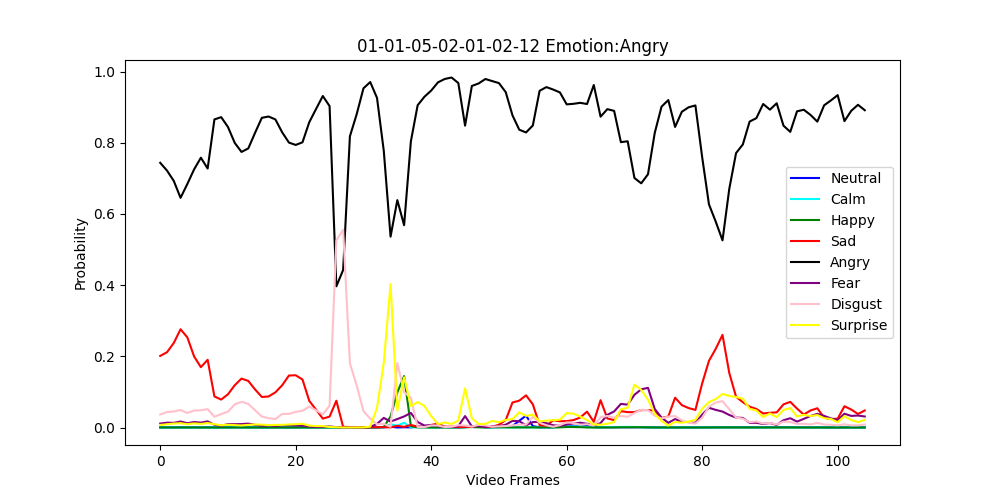 01-01-05-02-01-02-12 Emotion:Angry
Probability
1.0
0.8
0.6
0.4
0.2
0.0
0
20
40
60
80
100
Video Frames
Neutral
Calm
Happy
Sad
Angry
Fear
Disgust
Surprise